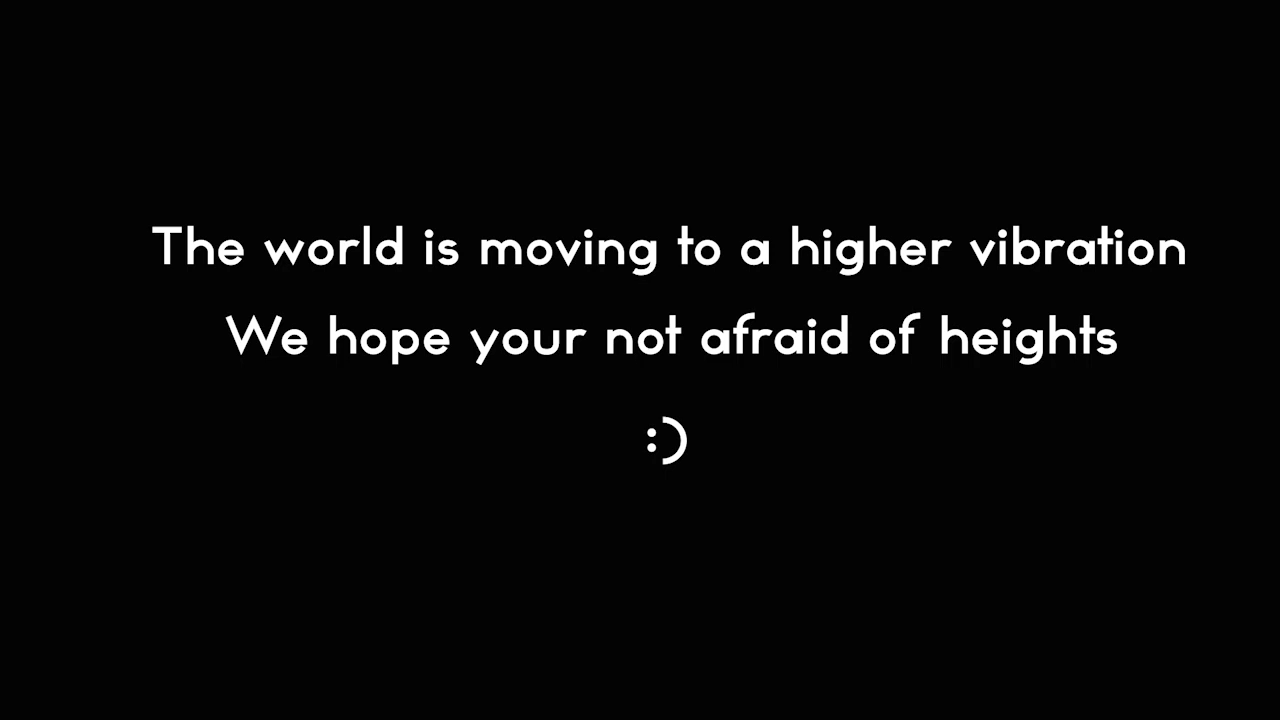 The world is moving to a higher vibration
We hope your not afraid of heights
:)